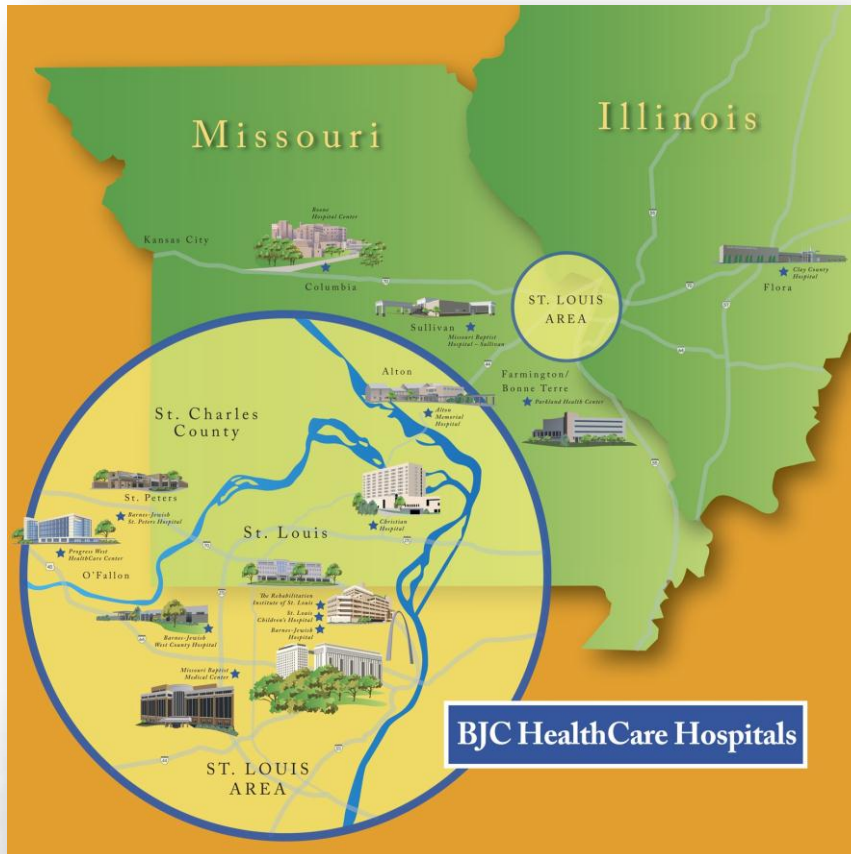 Missouri
Illinois
Boone
Hospital Center
Kansas City
Columbia
ST. LOUIS
AREA
Clay County
Hospital
Flora
Sullivan
Missouri Baptist
Hospital – Sullivan
Alton
Alton
Memorial
Hospital
Farmington/
Bonne Terre
Parkland Health Center
St. Charles
County
St. Peters
Barnes-Jewish
St. Peters Hospital
Christian
Hospital
St. Louis
Progress West
HealthCare Center
O'Fallon
The Rehabilitation
Institute of St. Louis
St. Louis
Children's Hospital
Barnes-Jewish
Hospital
Barnes-Jewish
West County Hospital
Missouri Baptist
Medical Center
BJC HealthCare Hospitals
ST. LOUIS
AREA